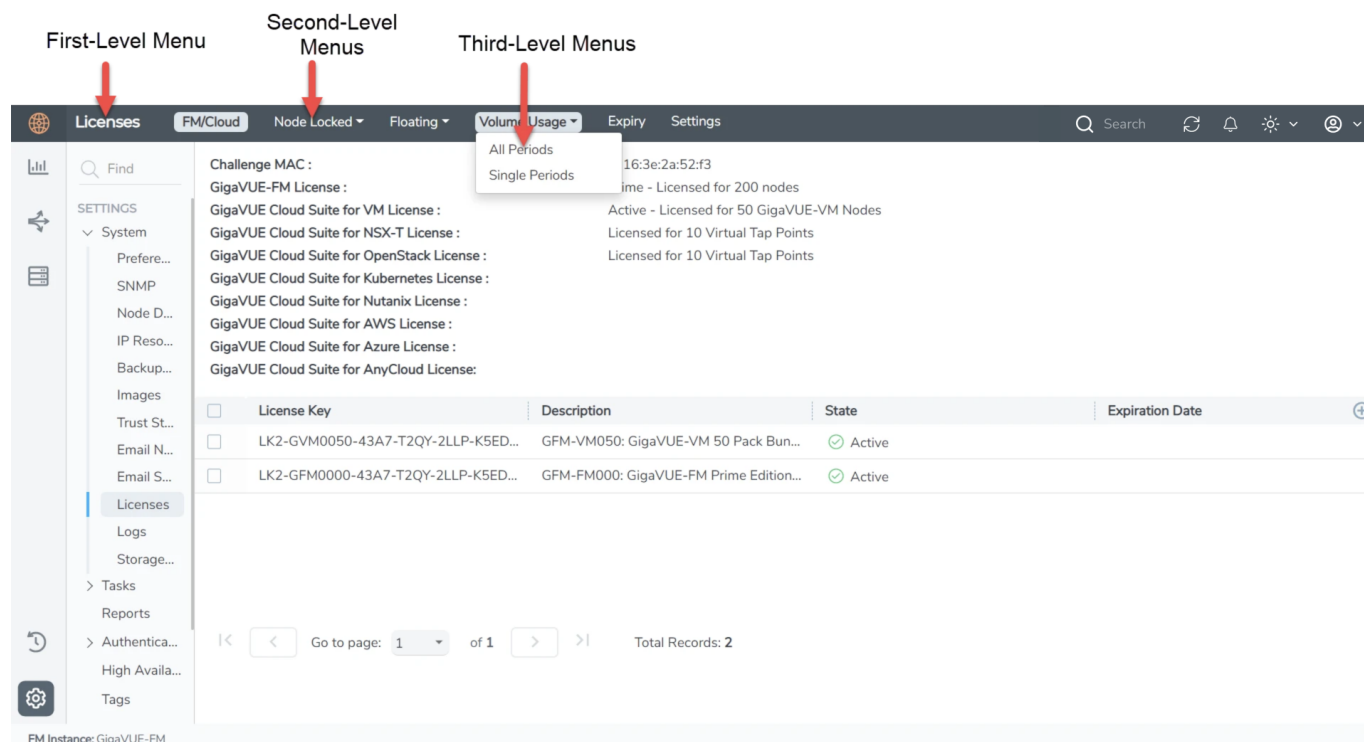 First-Level Menu
Second-Level
Menus
Third-Level Menus
Licenses FM/Cloud Node Locked Floating Volume Usage Expiry Settings Search
Find
SETTINGS
System
Prefere...
SNMP
Node D...
IP Reso...
Backup...
Images
Trust St...
Email N...
Email S...
Licenses
Logs
Storage...
Tasks
Reports
Authentica...
High Availa...
Tags
All Periods
Single Periods
Challenge MAC : 16:3e:2a:52:f3
GigaVUE-FM License : - Licensed for 200 nodes
GigaVUE Cloud Suite for VM License : Active - Licensed for 50 GigaVUE-VM Nodes
GigaVUE Cloud Suite for NSX-T License : Licensed for 10 Virtual Tap Points
GigaVUE Cloud Suite for OpenStack License : Licensed for 10 Virtual Tap Points
GigaVUE Cloud Suite for Kubernetes License :
GigaVUE Cloud Suite for Nutanix License :
GigaVUE Cloud Suite for AWS License :
GigaVUE Cloud Suite for Azure License :
GigaVUE Cloud Suite for AnyCloud License:
License Key Description State Expiration Date
LK2-GVM0050-43A7-T2QY-2LLP-K5ED... GFM-VM050: GigaVUE-VM 50 Pack Bun... Active
LK2-GFM0000-43A7-T2QY-2LLP-K5ED... GFM-FM000: GigaVUE-FM Prime Edition... Active
Go to page: 1 of 1 Total Records: 2
FM Instance: GigaVUE-FM